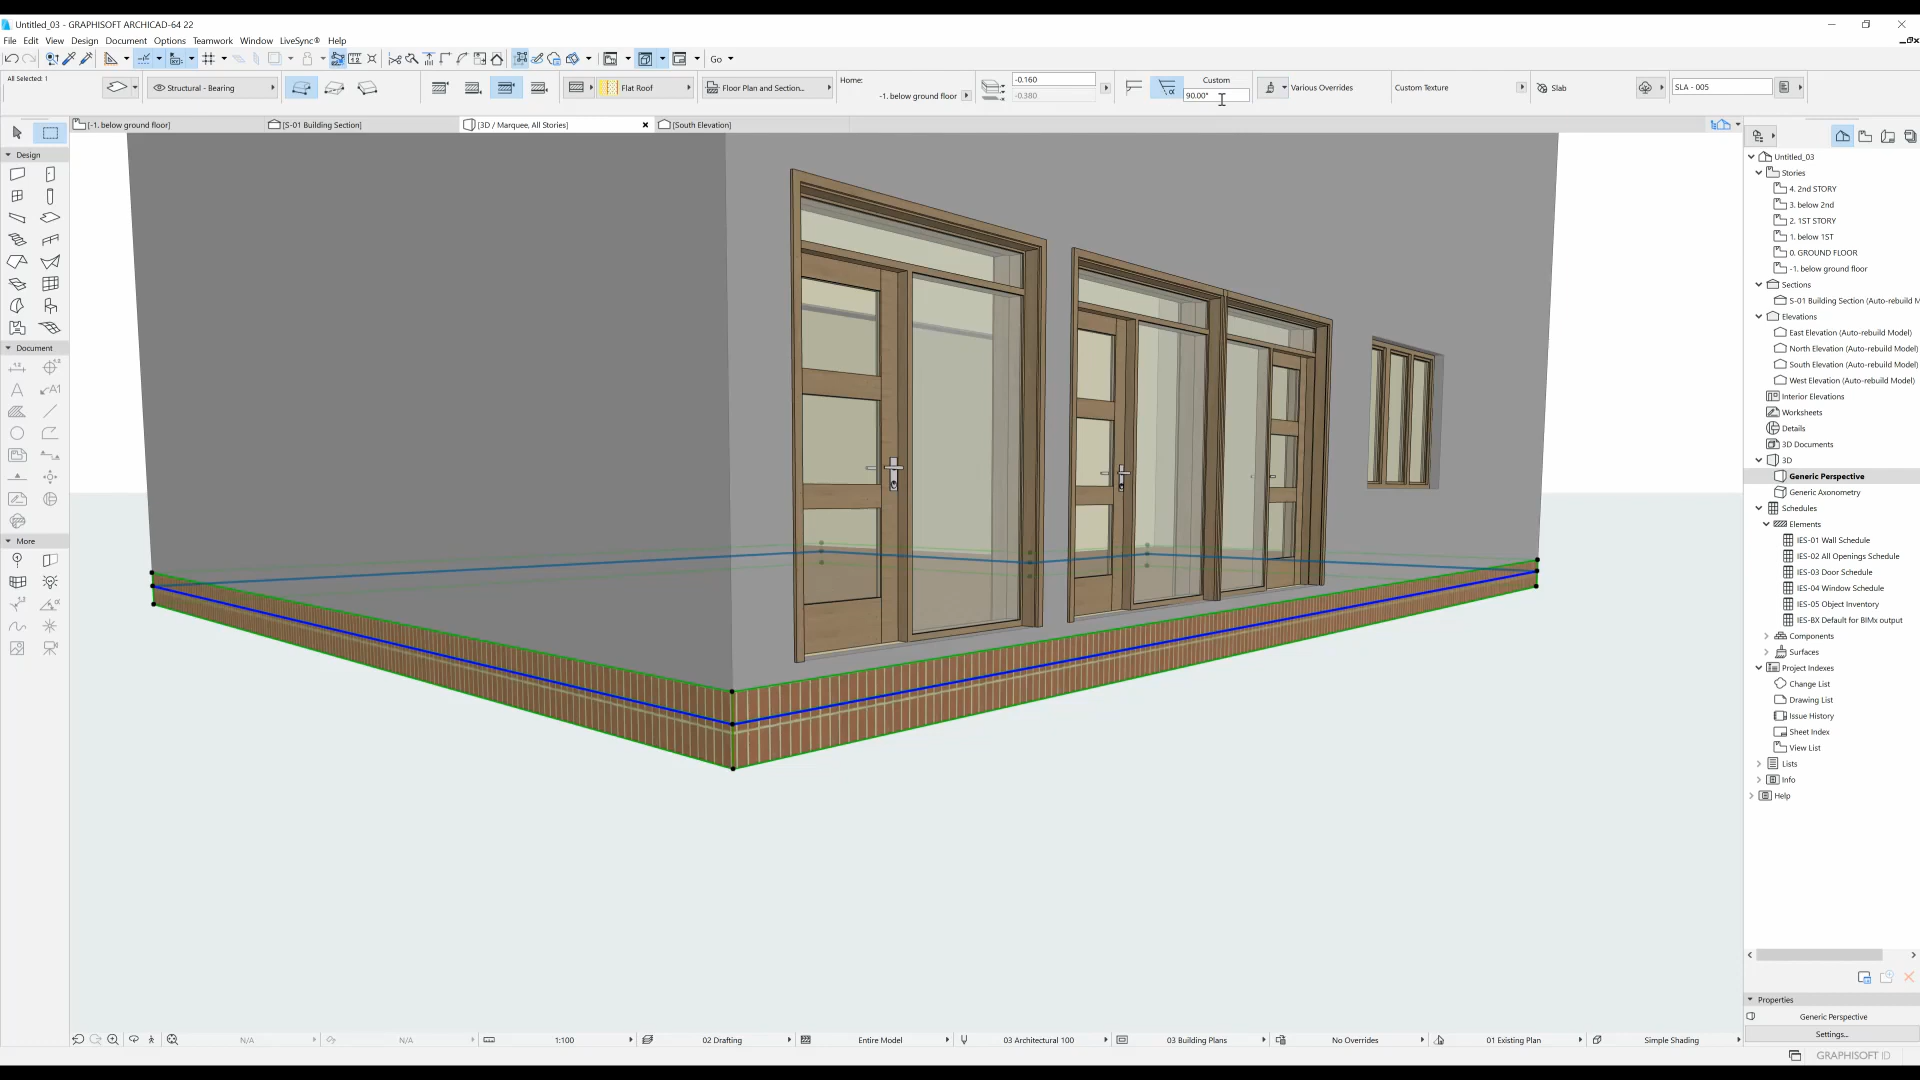 Untitled_03 - GRAPHISOFT ARCHICAD-64 22
File Edit View Design Document Options Teamwork Window LiveSync® Help
Go
All Selected: 1
Structural - Bearing
Flat Roof
Floor Plan and Section...
Home:
-1. below ground floor
-0.160
-0.380
Custom
90.00°
Various Overrides
Custom Texture
Slab
SLA - 005
[-1. below ground floor]
[S-01 Building Section]
[3D / Marquee, All Stories]
[South Elevation]
Design
Document
More
Untitled_03
Stories
4. 2nd STORY
3. below 2nd
2. 1ST STORY
1. below 1ST
0. GROUND FLOOR
-1. below ground floor
Sections
S-01 Building Section (Auto-rebuild M
Elevations
East Elevation (Auto-rebuild Model)
North Elevation (Auto-rebuild Model)
South Elevation (Auto-rebuild Model)
West Elevation (Auto-rebuild Model)
Interior Elevations
Worksheets
Details
3D Documents
3D
Generic Perspective
Generic Axonometry
Schedules
Elements
IES-01 Wall Schedule
IES-02 All Openings Schedule
IES-03 Door Schedule
IES-04 Window Schedule
IES-05 Object Inventory
IES-BX Default for BIMx output
Components
Surfaces
Project Indexes
Change List
Drawing List
Issue History
Sheet Index
View List
Lists
Info
Help
Properties
Generic Perspective
Settings...
N/A
N/A
1:100
02 Drafting
Entire Model
03 Architectural 100
03 Building Plans
No Overrides
01 Existing Plan
Simple Shading
GRAPHISOFT ID